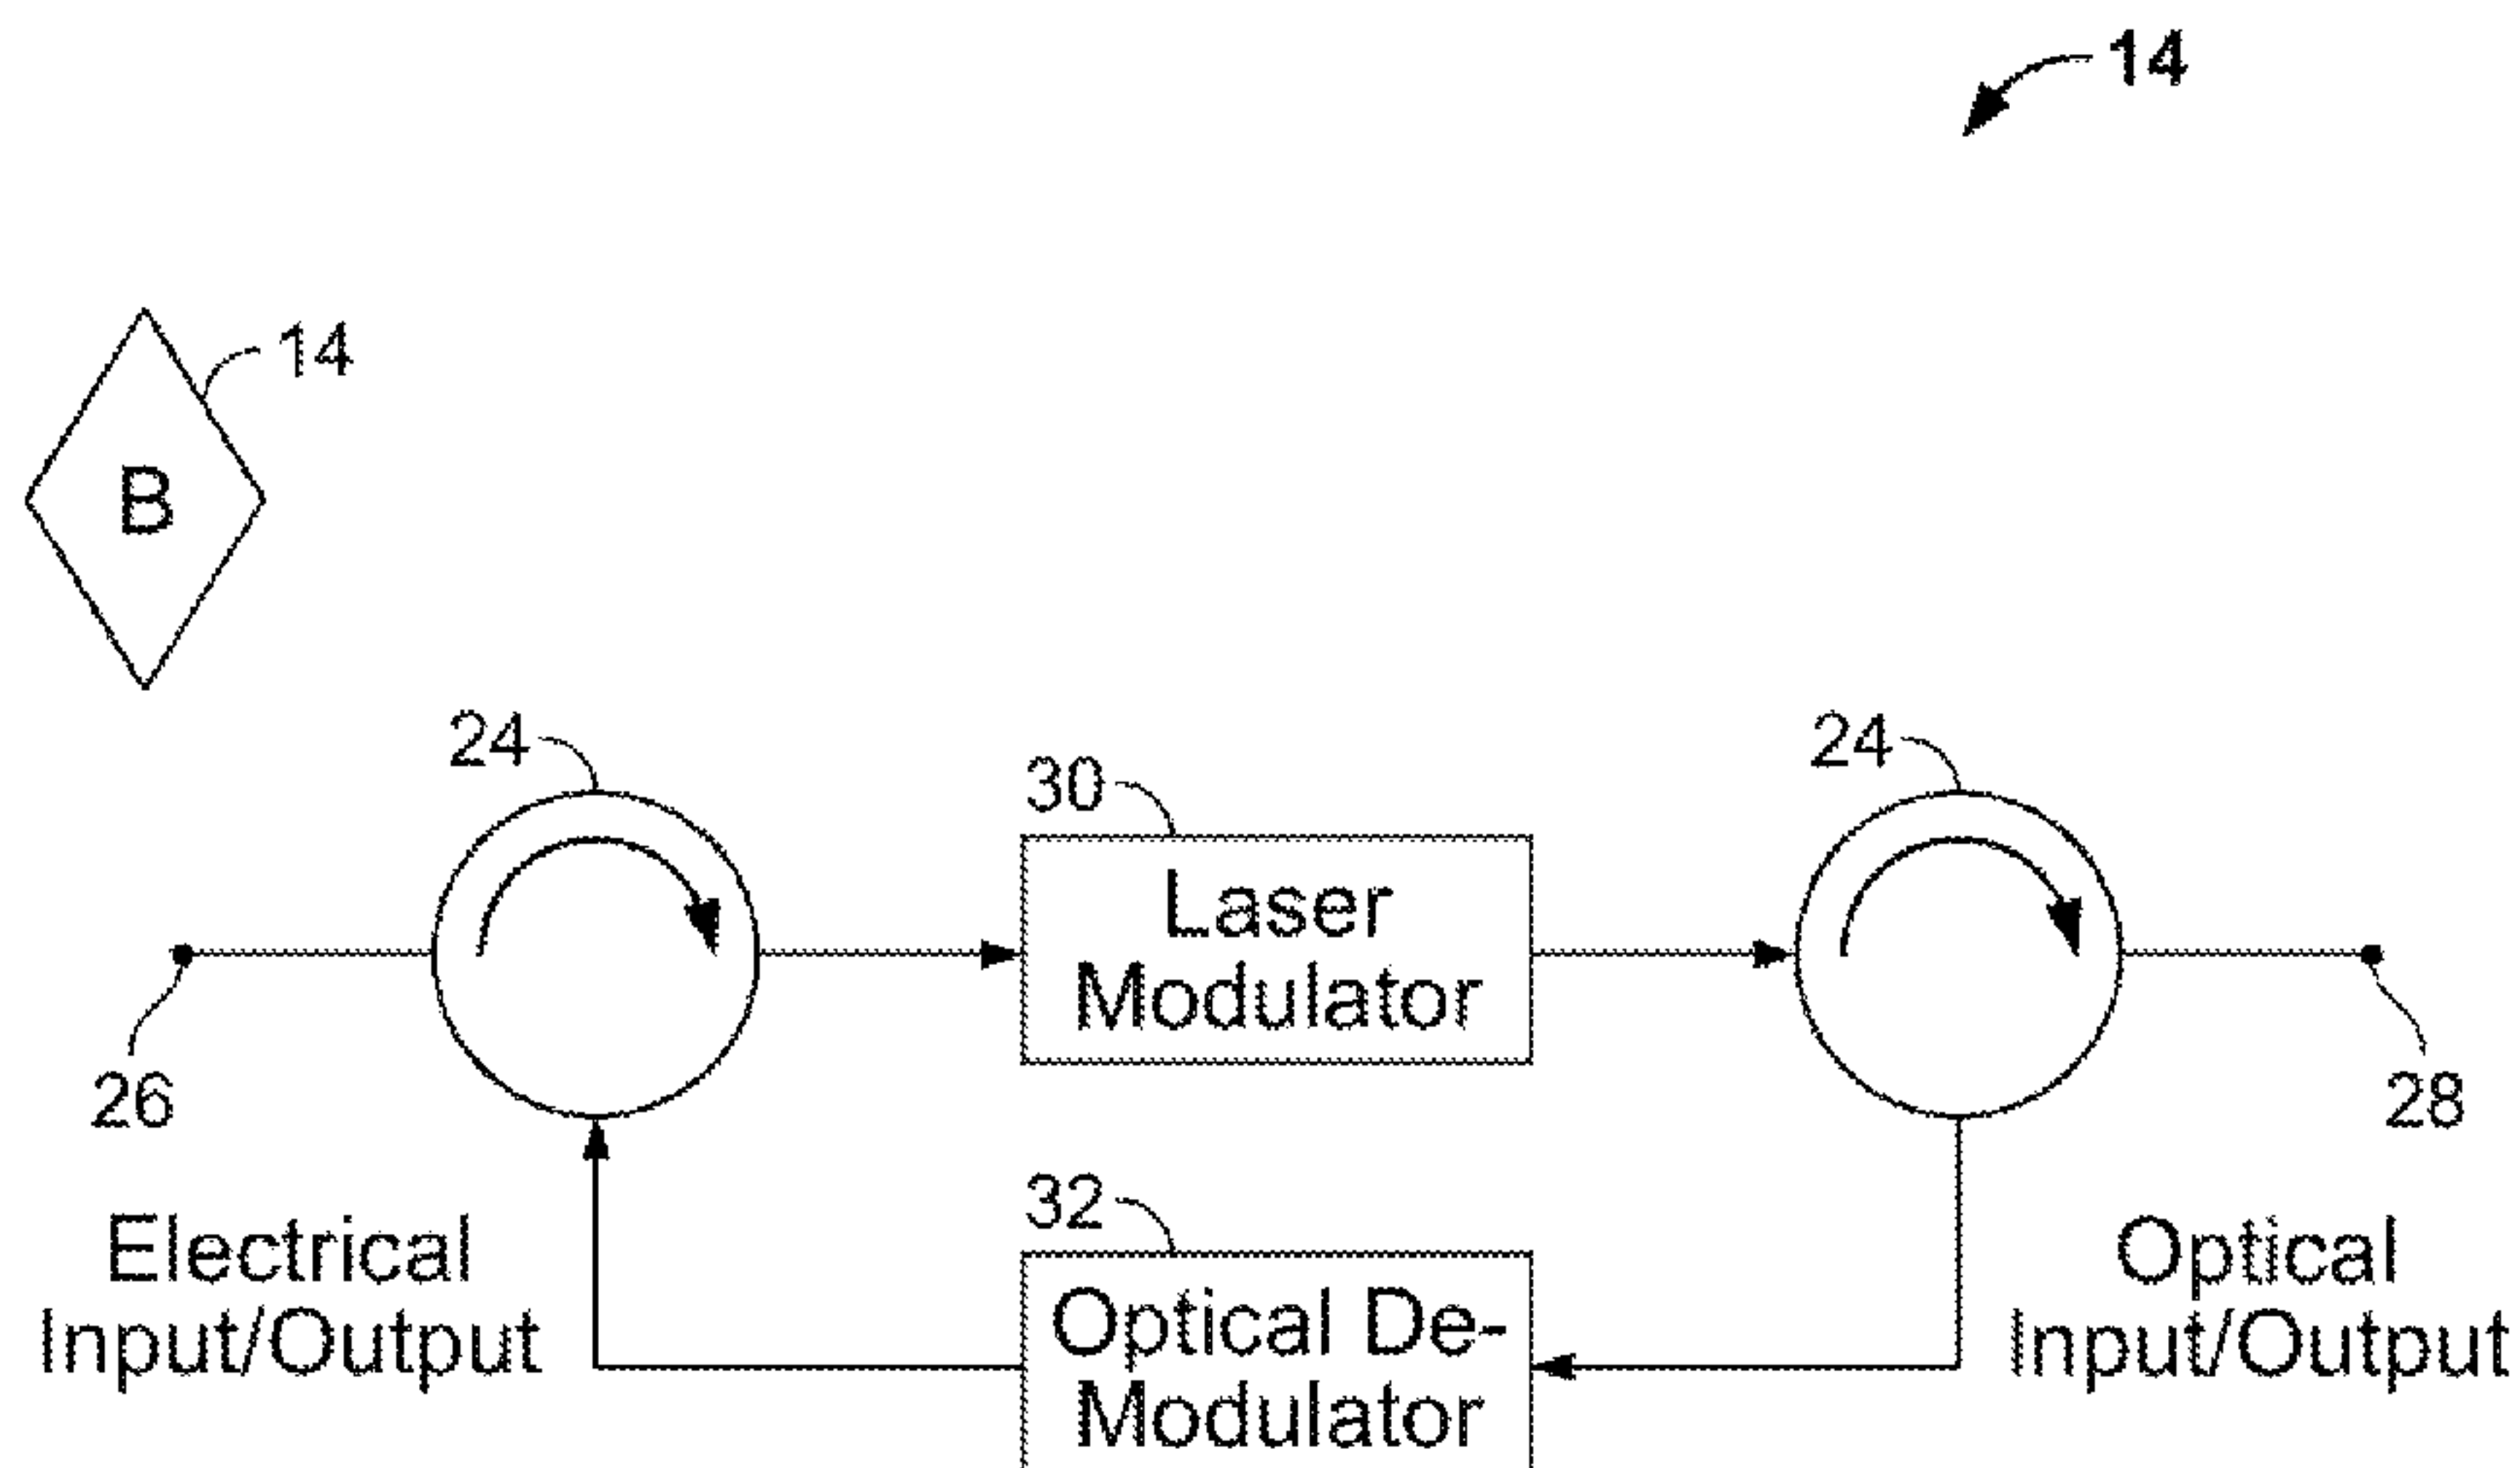 14
14
B
24
24
30
Laser
Modulator
26
28
32
Electrical
Input/Output
Optical De-
Modulator
Optical
Input/Output